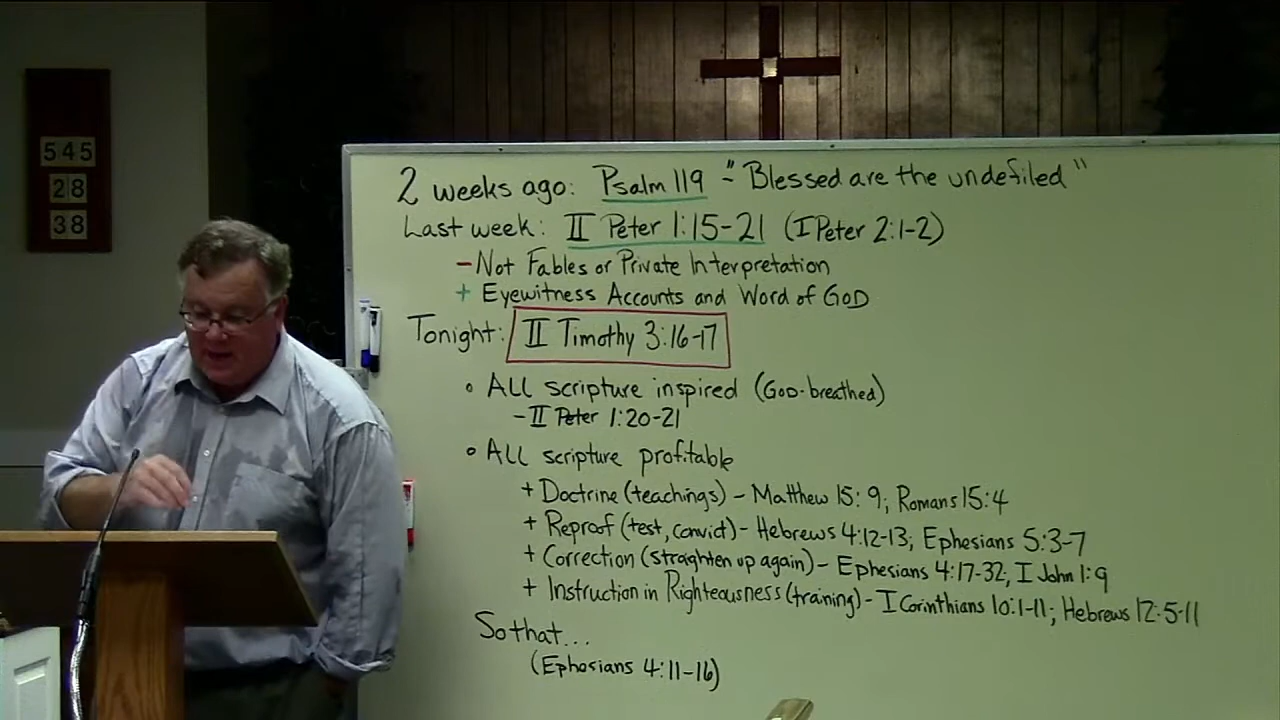 545
28
38
2 weeks ago: Psalm 119 - "Blessed are the undefiled"
Last week: II Peter 1:15-21 (I Peter 2:1-2)
- Not Fables or Private Interpretation
+ Eyewitness Accounts and Word of GOD
Tonight: II Timothy 3:16-17
• ALL scripture inspired (GOD-breathed)
- II Peter 1:20-21
• ALL scripture profitable
+ Doctrine (teachings) - Matthew 15:9; Romans 15:4
+ Reproof (test, convict) - Hebrews 4:12-13; Ephesians 5:3-7
+ Correction (straighten up again) - Ephesians 4:17-32, I John 1:9
+ Instruction in Righteousness (training) - I Corinthians 10:1-11; Hebrews 12:5-11
So that...
(Ephesians 4:11-16)